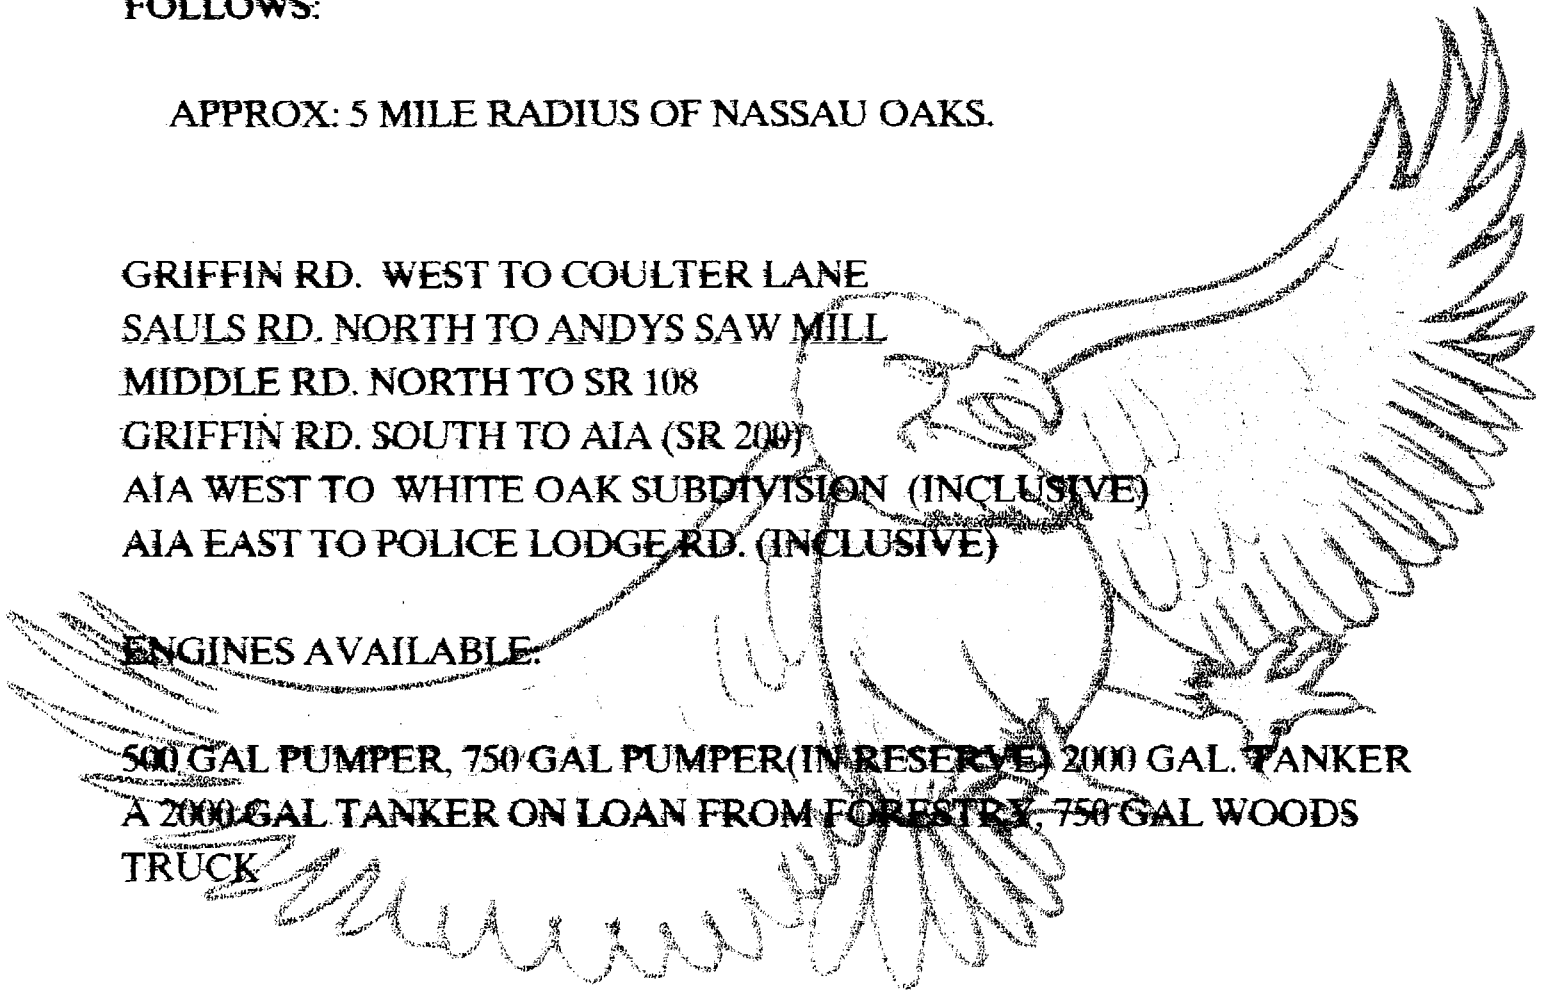 FOLLOWS:
APPROX: 5 MILE RADIUS OF NASSAU OAKS.
GRIFFIN RD. WEST TO COULTER LANE
SAULS RD. NORTH TO ANDYS SAW MILL
MIDDLE RD. NORTH TO SR 108
GRIFFIN RD. SOUTH TO AIA (SR 200)
AIA WEST TO WHITE OAK SUBDIVISION (INCLUSIVE)
AIA EAST TO POLICE LODGE RD. (INCLUSIVE)
ENGINES AVAILABLE:
500 GAL PUMPER, 750 GAL PUMPER(IN RESERVE) 2000 GAL. TANKER
A 2000 GAL TANKER ON LOAN FROM FORESTRY, 750 GAL WOODS
TRUCK